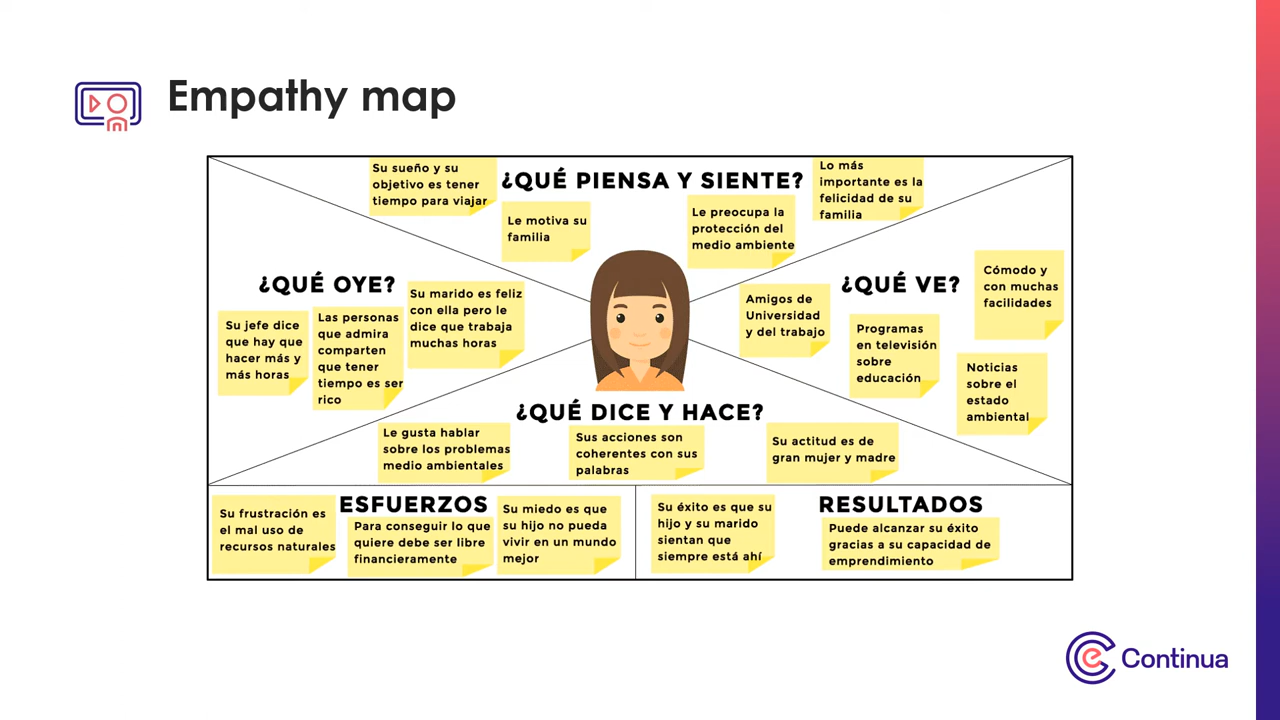 Empathy map
¿QUÉ PIENSA Y SIENTE?
Su sueño y su
objetivo es tener
tiempo para viajar
Le motiva su
familia
Le preocupa la
protección del
medio ambiente
Lo más
importante es la
felicidad de su
familia
¿QUÉ OYE?
Su jefe dice
que hay que
hacer más y
más horas
Las personas
que admira
comparten
que tener
tiempo es ser
rico
Su marido es feliz
con ella pero le
dice que trabaja
muchas horas
¿QUÉ VE?
Amigos de
Universidad
y del trabajo
Programas
en televisión
sobre
educación
Cómodo y
con muchas
facilidades
Noticias
sobre el
estado
ambiental
¿QUÉ DICE Y HACE?
Le gusta hablar
sobre los problemas
medio ambientales
Sus acciones son
coherentes con sus
palabras
Su actitud es de
gran mujer y madre
ESFUERZOS
Su frustración es
el mal uso de
recursos naturales
Para conseguir lo que
quiere debe ser libre
financieramente
Su miedo es que
su hijo no pueda
vivir en un mundo
mejor
RESULTADOS
Su éxito es que su
hijo y su marido
sientan que
siempre está ahí
Puede alcanzar su éxito
gracias a su capacidad de
emprendimiento
e Continua